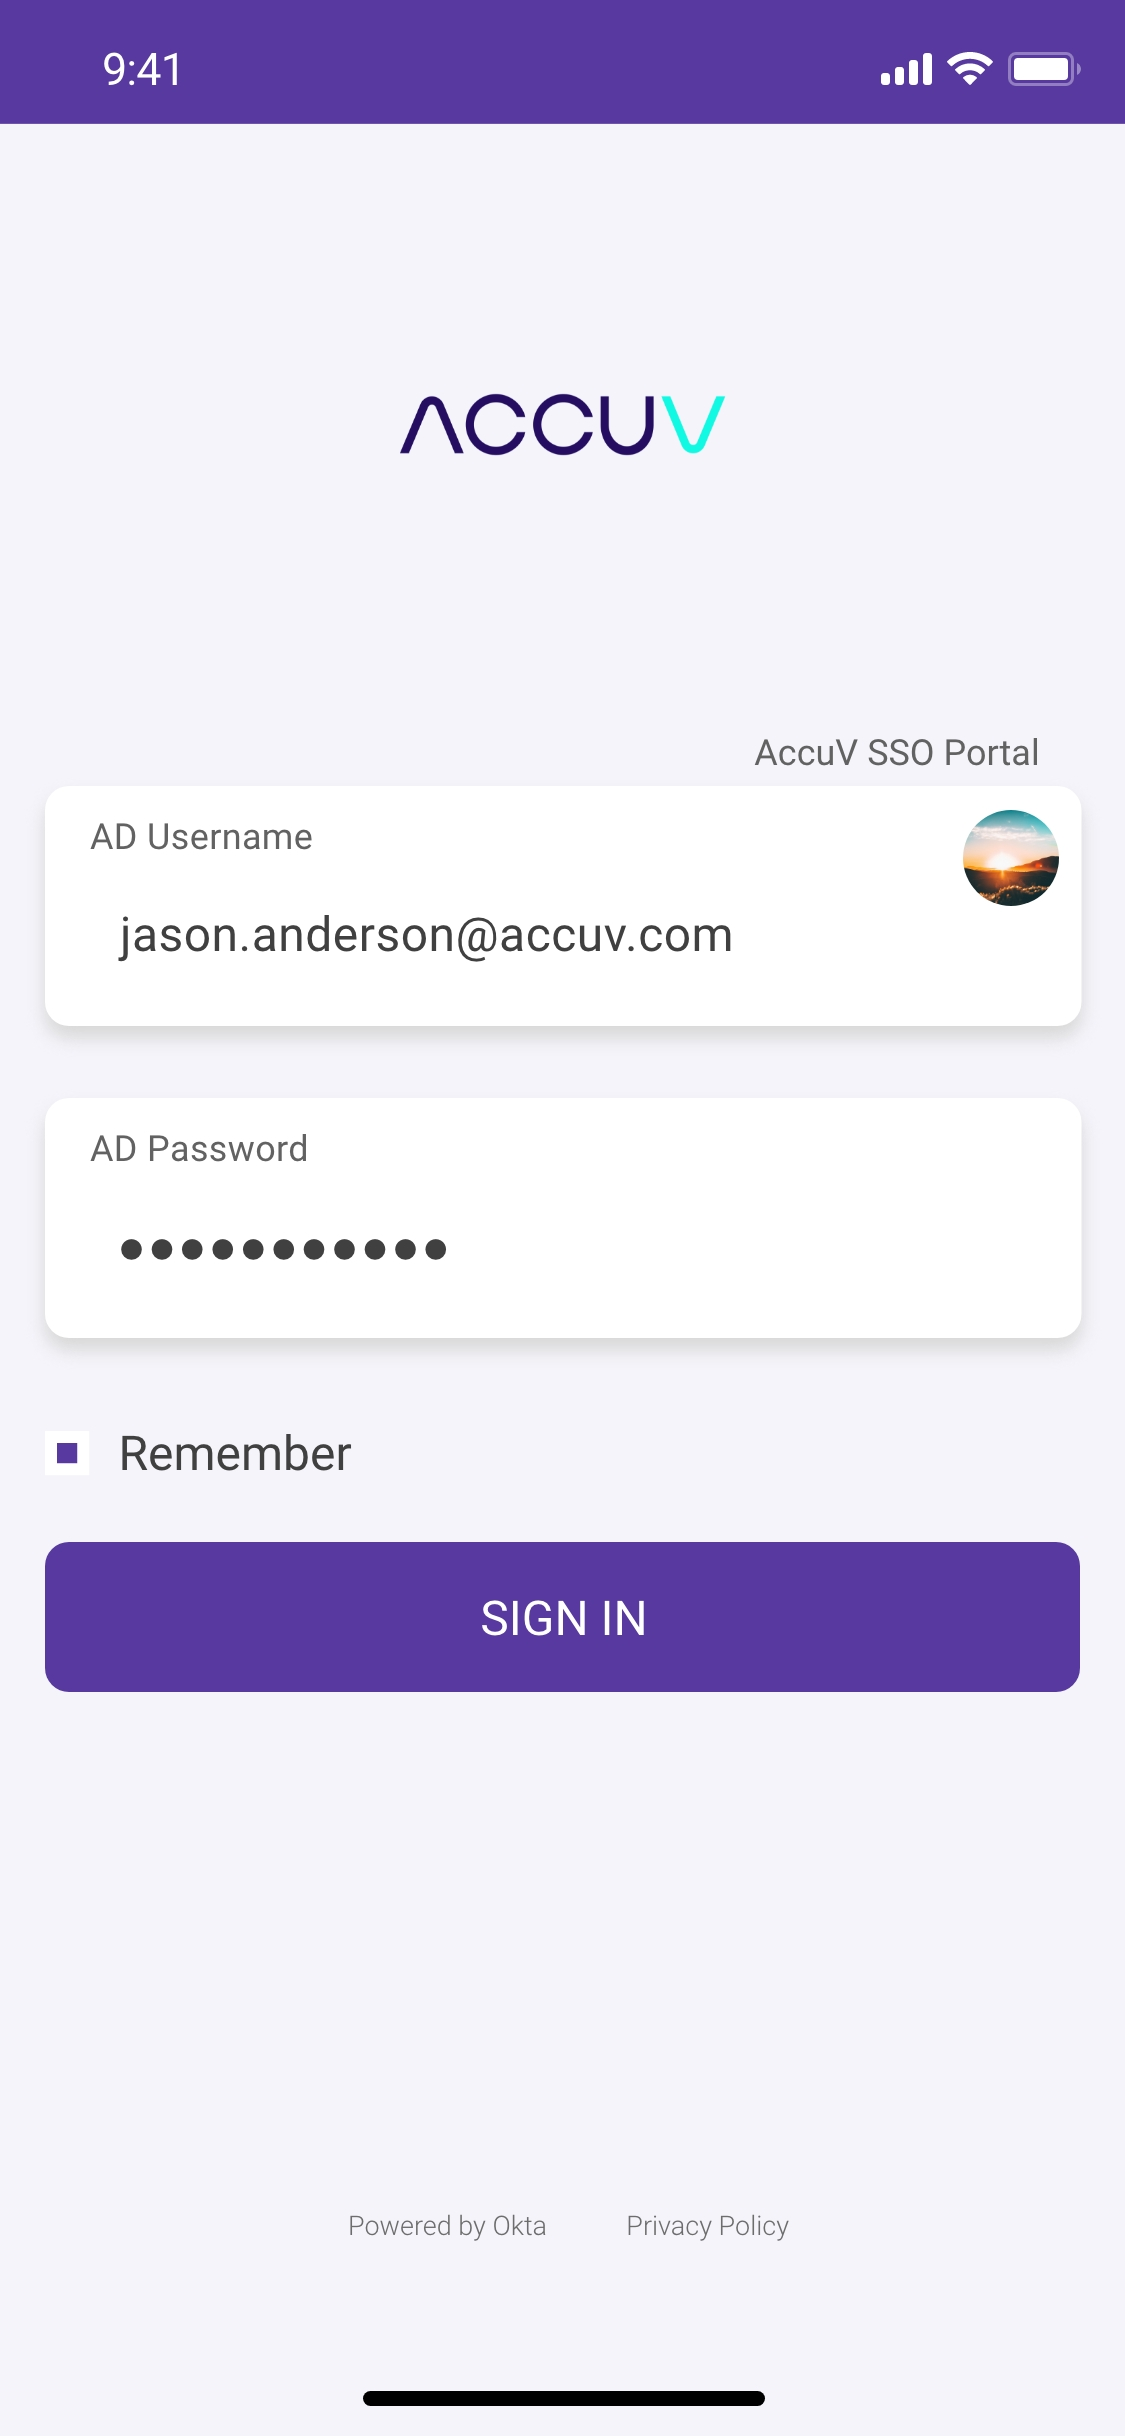 9:41
ACCUV
AccuV SSO Portal
AD Username
jason.anderson@accuv.com
AD Password
Remember
SIGN IN
Powered by Okta
Privacy Policy